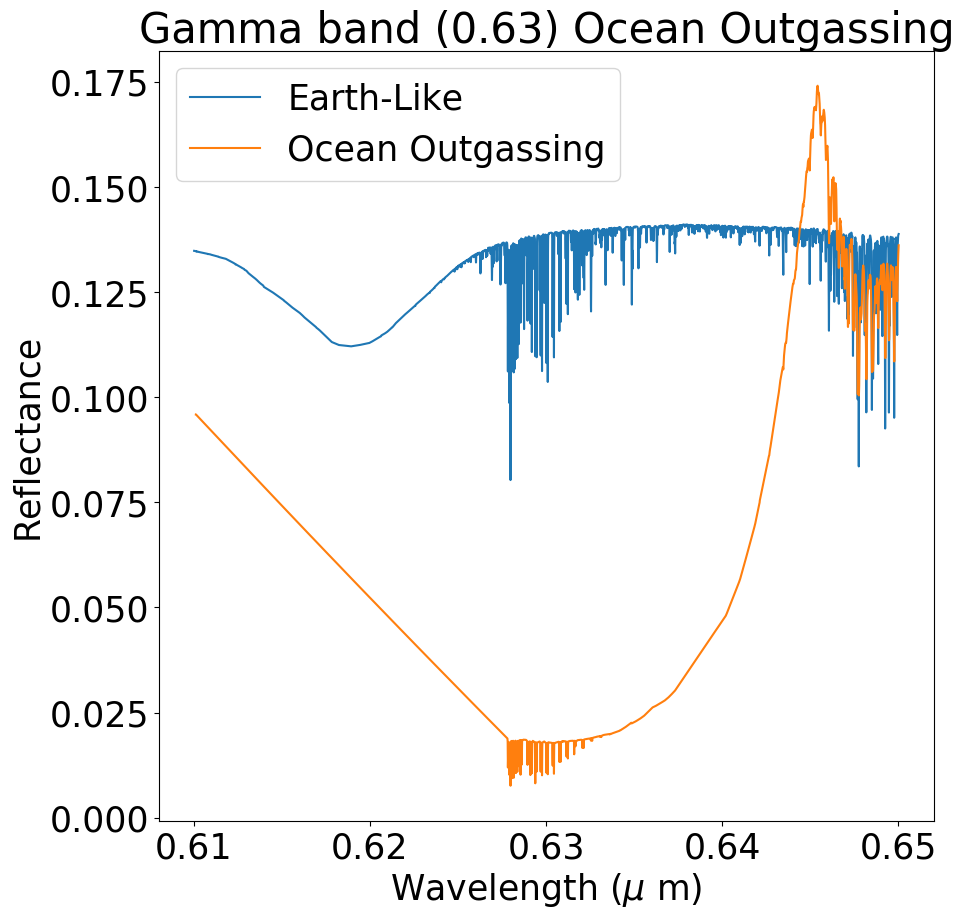 Gamma band (0.63) Ocean Outgassing
Earth-Like
Ocean Outgassing
Reflectance
0.175
0.150
0.125
0.100
0.075
0.050
0.025
0.000
0.61 0.62 0.63 0.64 0.65
Wavelength (μ m)